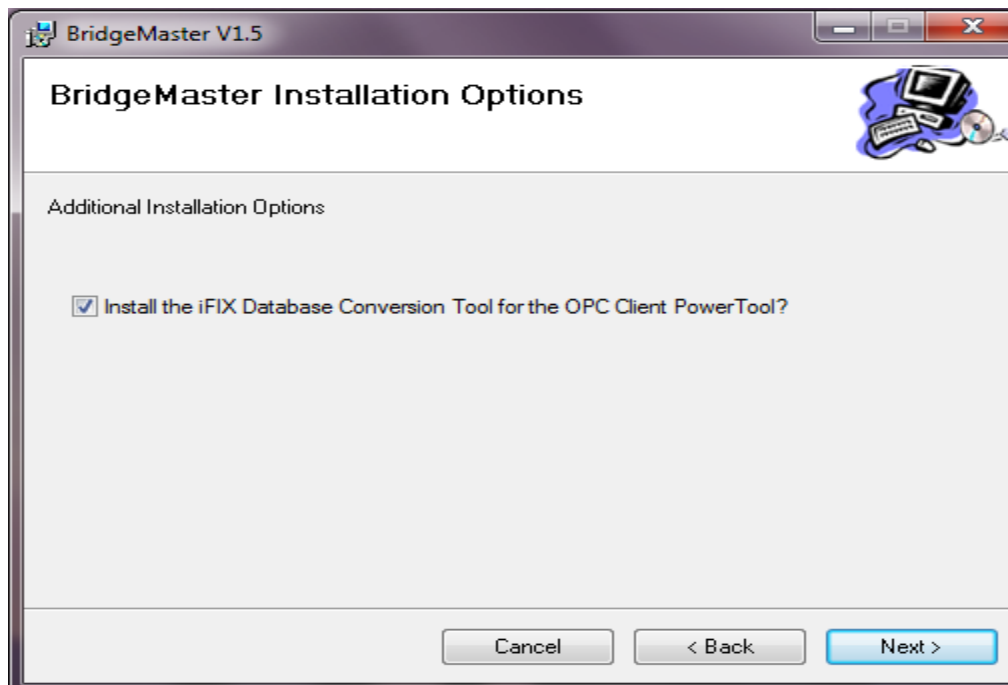 BridgeMaster V1.5
BridgeMaster Installation Options
Additional Installation Options
Install the iFIX Database Conversion Tool for the OPC Client PowerTool?
Cancel
< Back
Next >